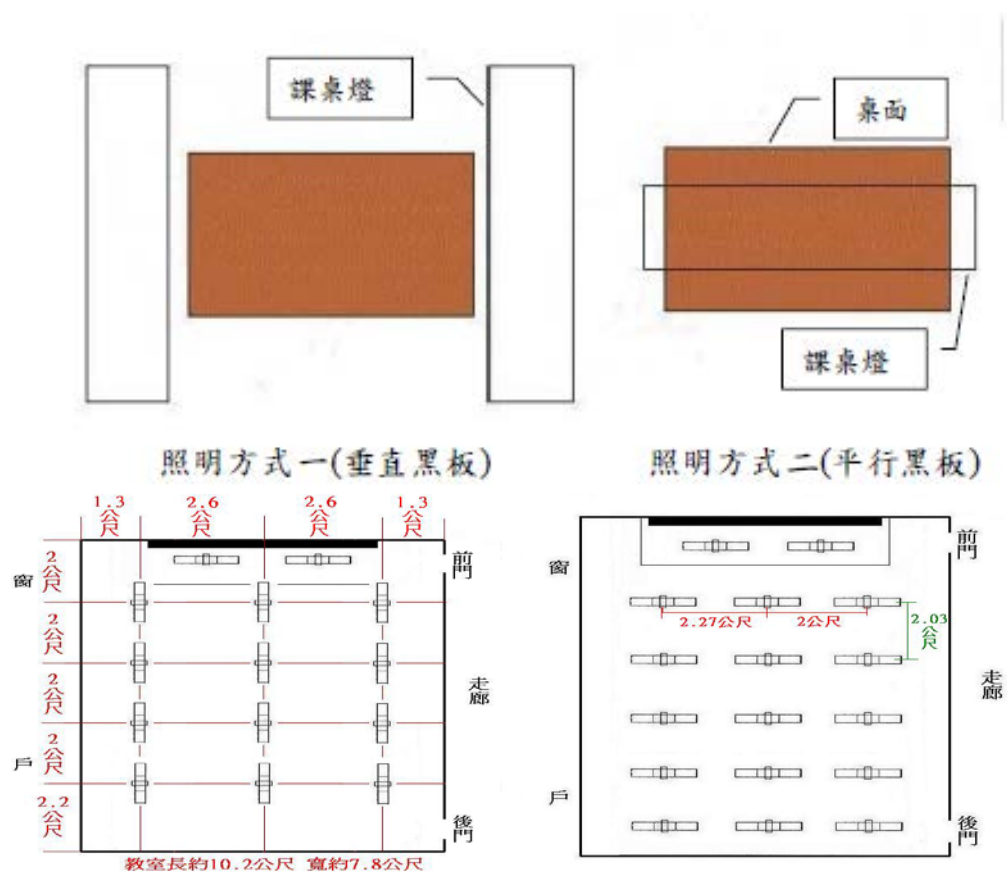 課桌燈
桌面
課桌燈
照明方式一(垂直黑板)
照明方式二(平行黑板)
1.3公尺
2.6公尺
2.6公尺
1.3公尺
2公尺
2公尺
2公尺
2公尺
2.2公尺
窗
戶
前門
走廊
後門
教室長約10.2公尺 寬約7.8公尺
窗
戶
2.27公尺
2公尺
2.03公尺
前門
走廊
後門